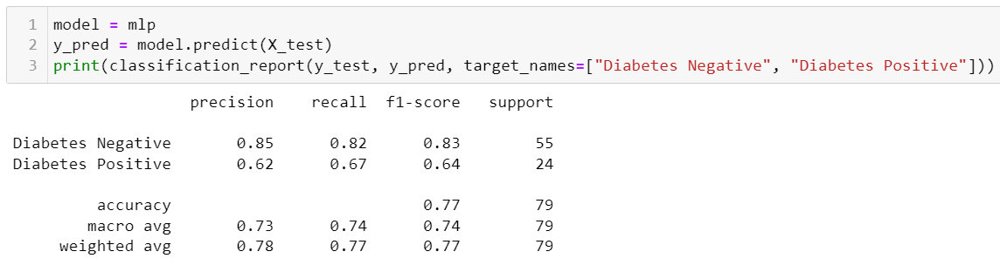 1 model = mlp
2 y_pred = model.predict(X_test)
3 print(classification_report(y_test, y_pred, target_names=["Diabetes Negative", "Diabetes Positive"]))
precision recall f1-score support
Diabetes Negative 0.85 0.82 0.83 55
Diabetes Positive 0.62 0.67 0.64 24
accuracy 0.77 79
macro avg 0.73 0.74 0.74 79
weighted avg 0.78 0.77 0.77 79